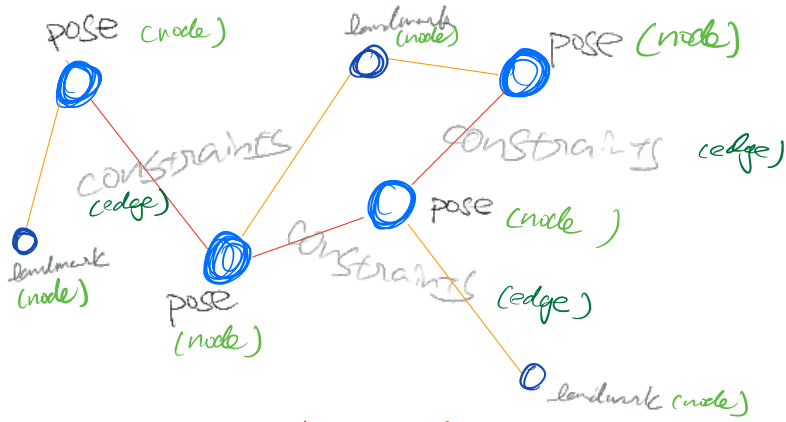 pose (node)
landmark
(node)
pose (node)
constraints
(edge)
constraints (edge)
landmark
(node)
pose (node )
constraints
(edge)
pose
(node)
landmark (node)